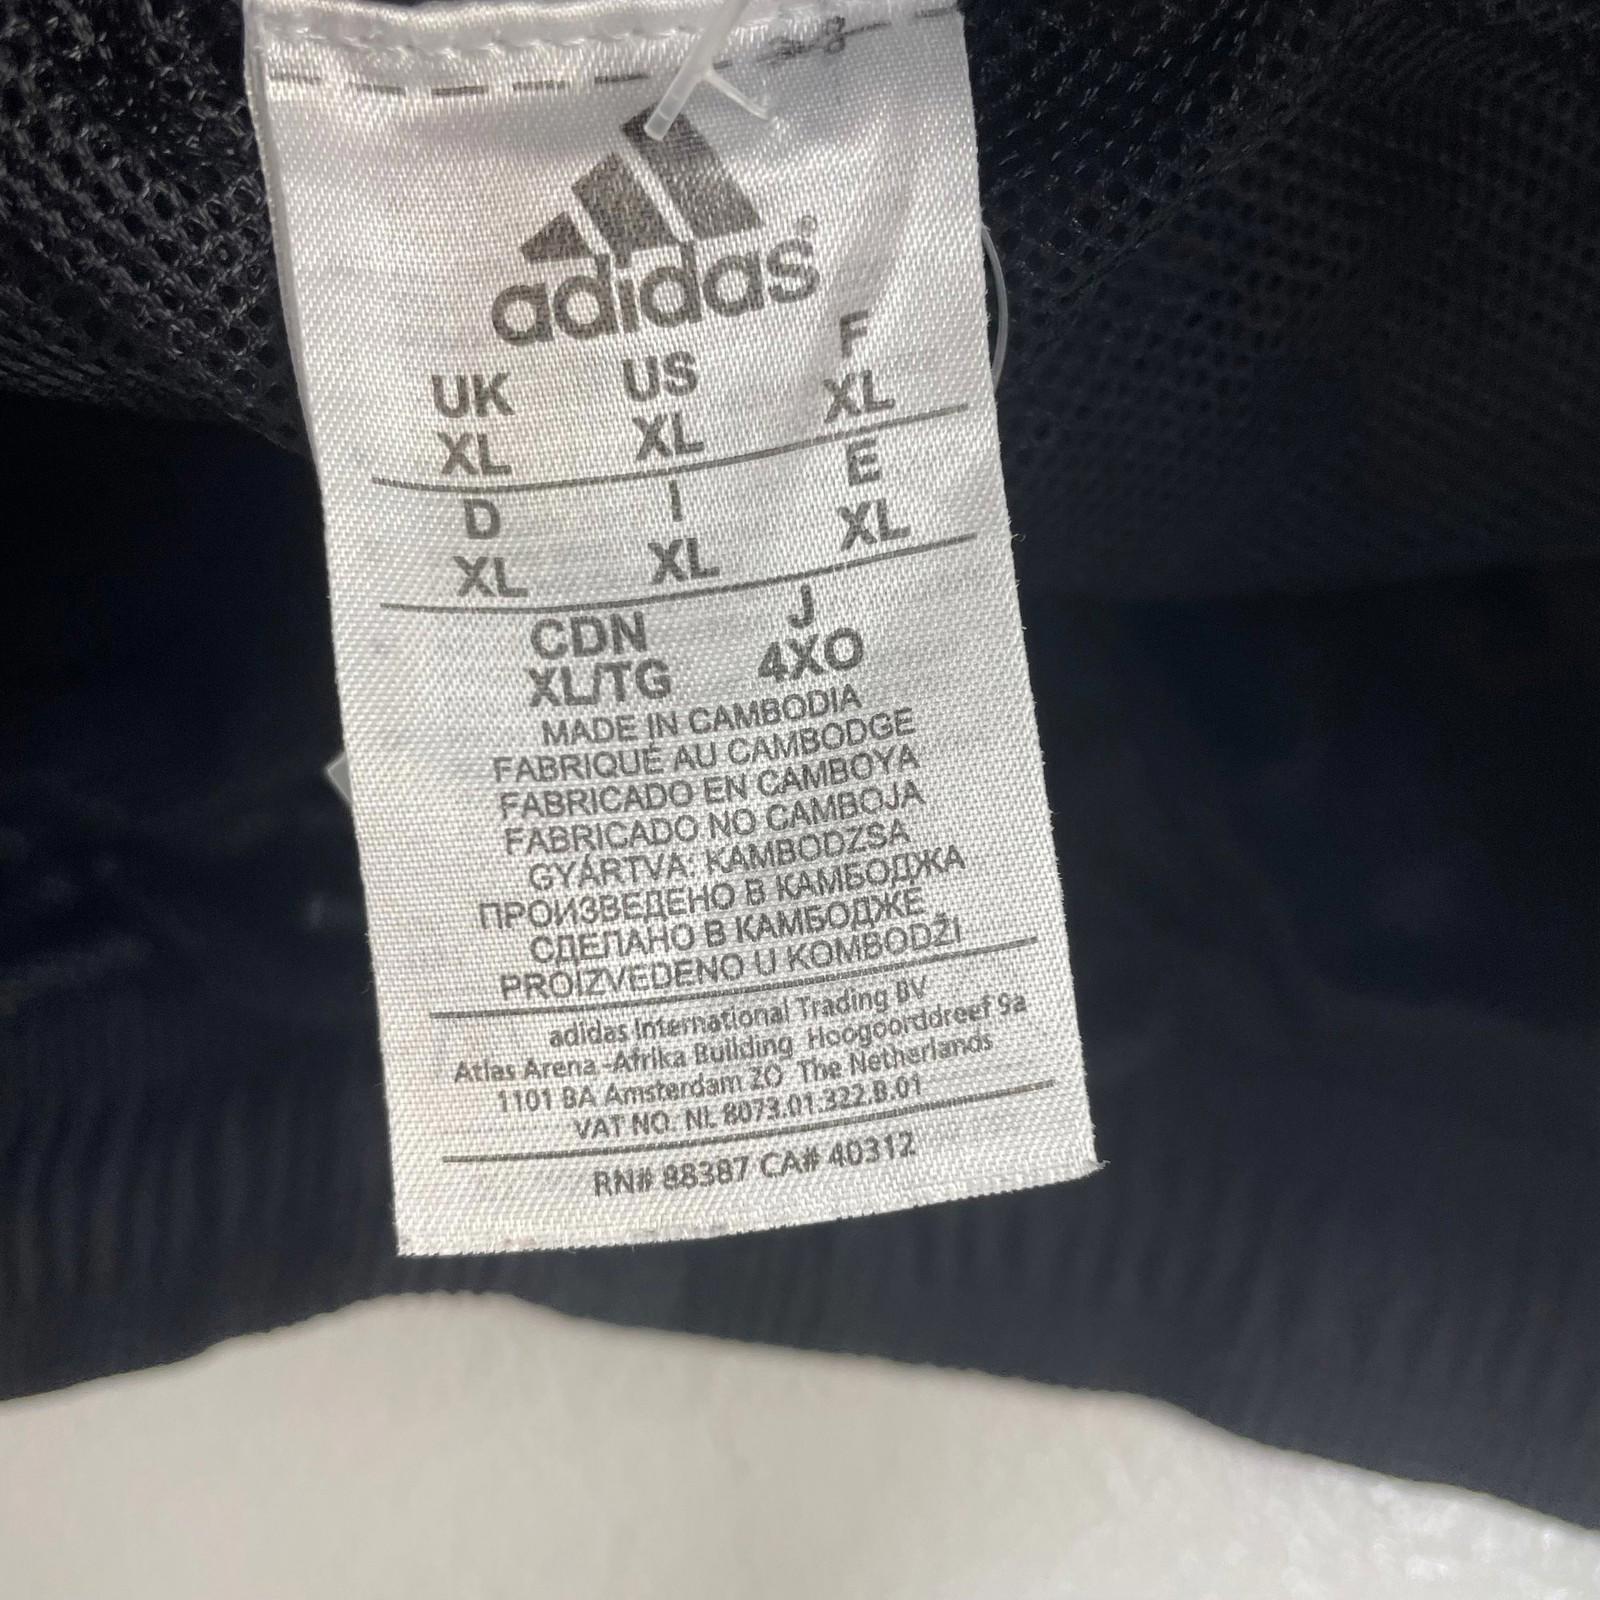 adidas®
UK US F
XL XL XL
D I E
XL XL XL
CDN J
XL/TG 4XO
MADE IN CAMBODIA
FABRIQUÉ AU CAMBODGE
FABRICADO EN CAMBOYA
FABRICADO NO CAMBOJA
GYÁRTVA: KAMBODZSA
ПРОИЗВЕДЕНО В КАМБОДЖА
СДЕЛАНО В КАМБОДЖЕ
PROIZVEDENO U KOMBODŽI
adidas International Trading BV
Atlas Arena -Afrika Building Hoogoorddreef 9a
1101 BA Amsterdam ZO The Netherlands
VAT NO. NL 8073.01.322.B.01
RN# 88387 CA# 40312